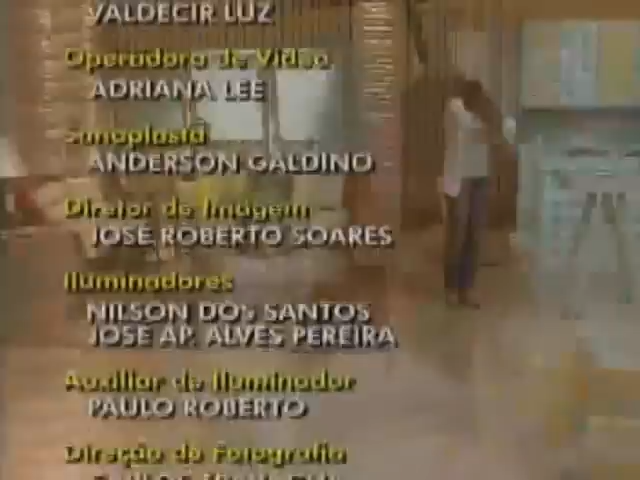 VALDECIR LUZ
Operadora de Vídeo
ADRIANA LEE
Sonoplasta
ANDERSON GALDINO
Diretor de Imagem
JOSÉ ROBERTO SOARES
Iluminadores
NILSON DOS SANTOS
JOSE AP. ALVES PEREIRA
Auxiliar de Iluminador
PAULO ROBERTO
Direção de Fotografia